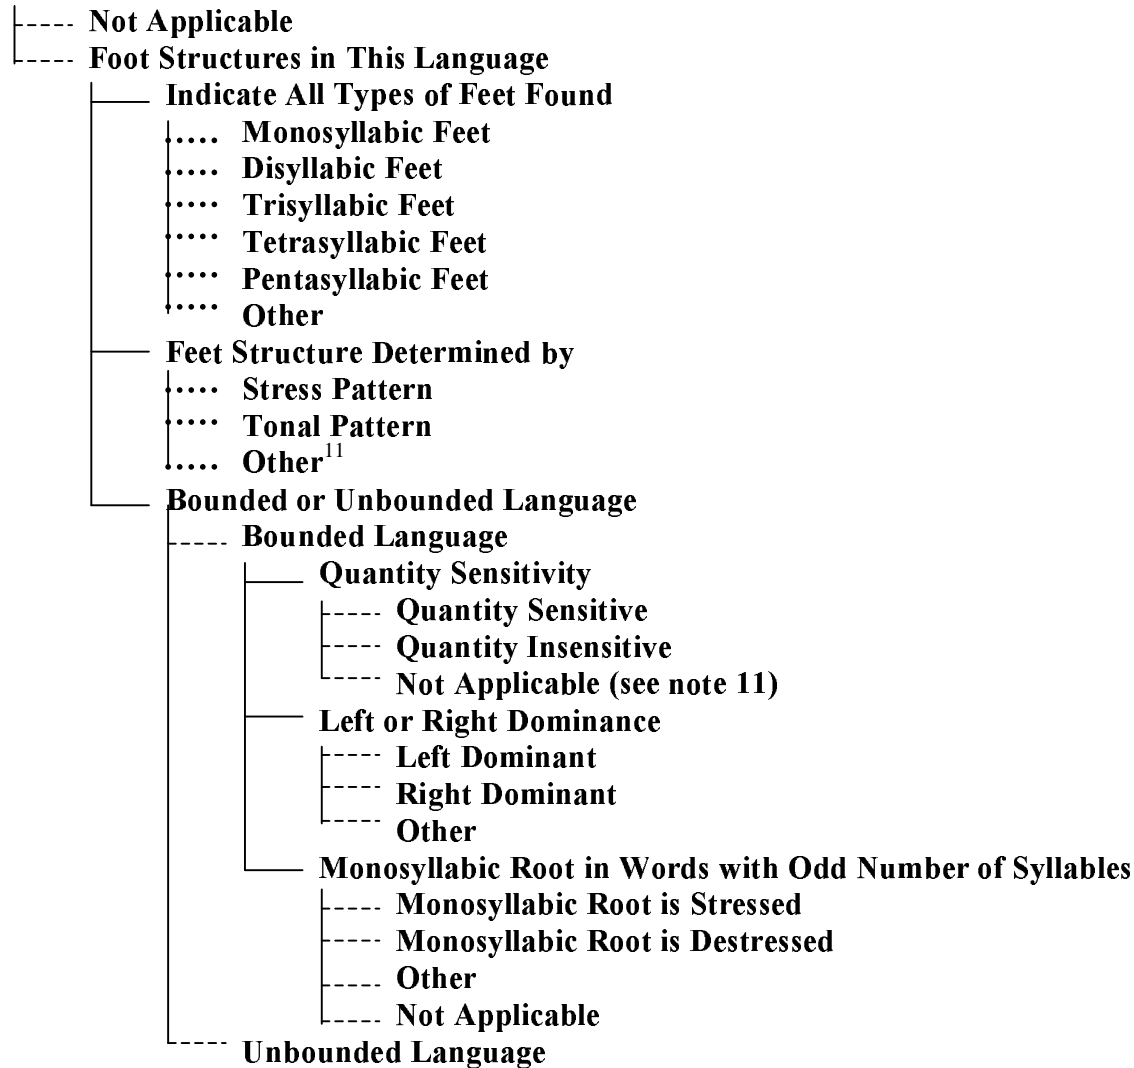 Not Applicable
Foot Structures in This Language
Indicate All Types of Feet Found
Monosyllabic Feet
Disyllabic Feet
Trisyllabic Feet
Tetrasyllabic Feet
Pentasyllabic Feet
Other
Feet Structure Determined by
Stress Pattern
Tonal Pattern
Other11
Bounded or Unbounded Language
Bounded Language
Quantity Sensitivity
Quantity Sensitive
Quantity Insensitive
Not Applicable (see note 11)
Left or Right Dominance
Left Dominant
Right Dominant
Other
Monosyllabic Root in Words with Odd Number of Syllables
Monosyllabic Root is Stressed
Monosyllabic Root is Destressed
Other
Not Applicable
Unbounded Language